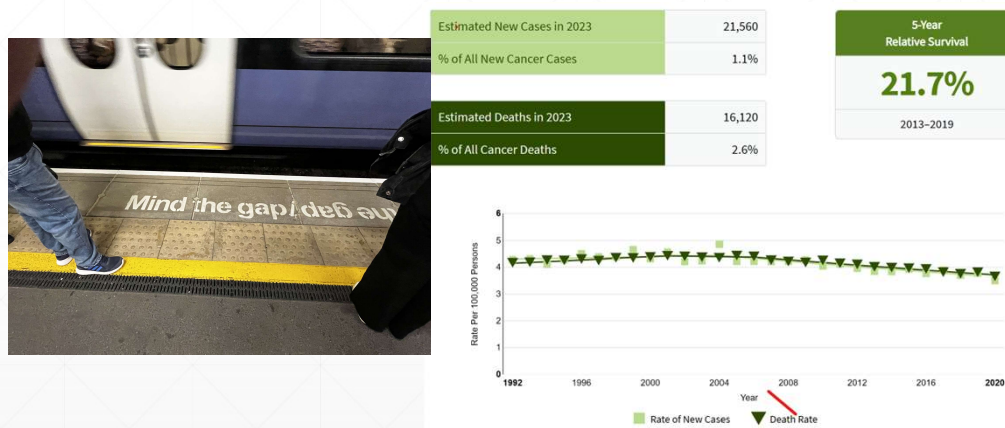 Mind the gap
Estimated New Cases in 2023 21,560
% of All New Cancer Cases 1.1%
Estimated Deaths in 2023 16,120
% of All Cancer Deaths 2.6%
5-Year
Relative Survival
21.7%
2013–2019
6
5
4
3
2
1
0
Rate Per 100,000 Persons
1992 1996 2000 2004 2008 2012 2016 2020
Year
Rate of New Cases Death Rate